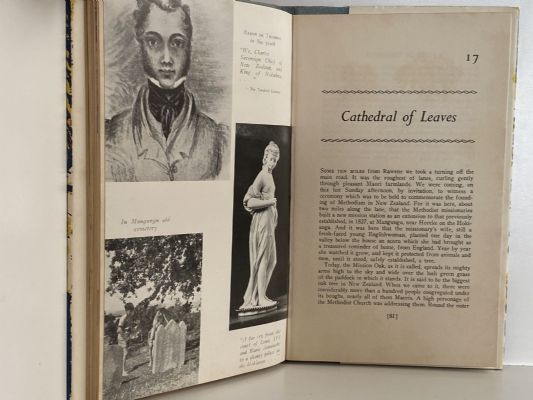 BARON DE THIERRY
in his youth
"We, Charles
Sovereign Chief of
New Zealand, and
King of Nukahiva,
In Mangungu old
cemetery
"A far cry from the
court of Louis XVI
17
Cathedral of Leaves
SOME ten miles from Rawene we took a turning off the
main road. It was the roughest of lanes, curling gently
through pleasant Maori farmlands. We were coming, on
this hot Sunday afternoon, by invitation, to witness a
ceremony which was to be held to commemorate the found-
ing of Methodism in New Zealand. For it was here, about
two miles along the lane, that the Methodist missionaries
built a new mission station as an extension to that previously
established, in 1827, at Mangungu, near Horeke on the Hoki-
anga. And it was here that the missionary's wife, still a
fresh-faced young Englishwoman, planted one day in the
valley below the house an acorn which she had brought as
a treasured reminder of home, from England. Year by year
she watched it grow, and kept it protected from animals and
men, until it stood, safely established, a tree.
Today, the Mission Oak, as it is called, spreads its mighty
arms high to the sky and wide over the lush green grass
of the paddock in which it stands. It is said to be the biggest
oak tree in New Zealand. When we came to it, there were
considerably more than a hundred people congregated under
its boughs, nearly all of them Maoris. A high personage of
the Methodist Church was addressing them. Round the outer
[81]